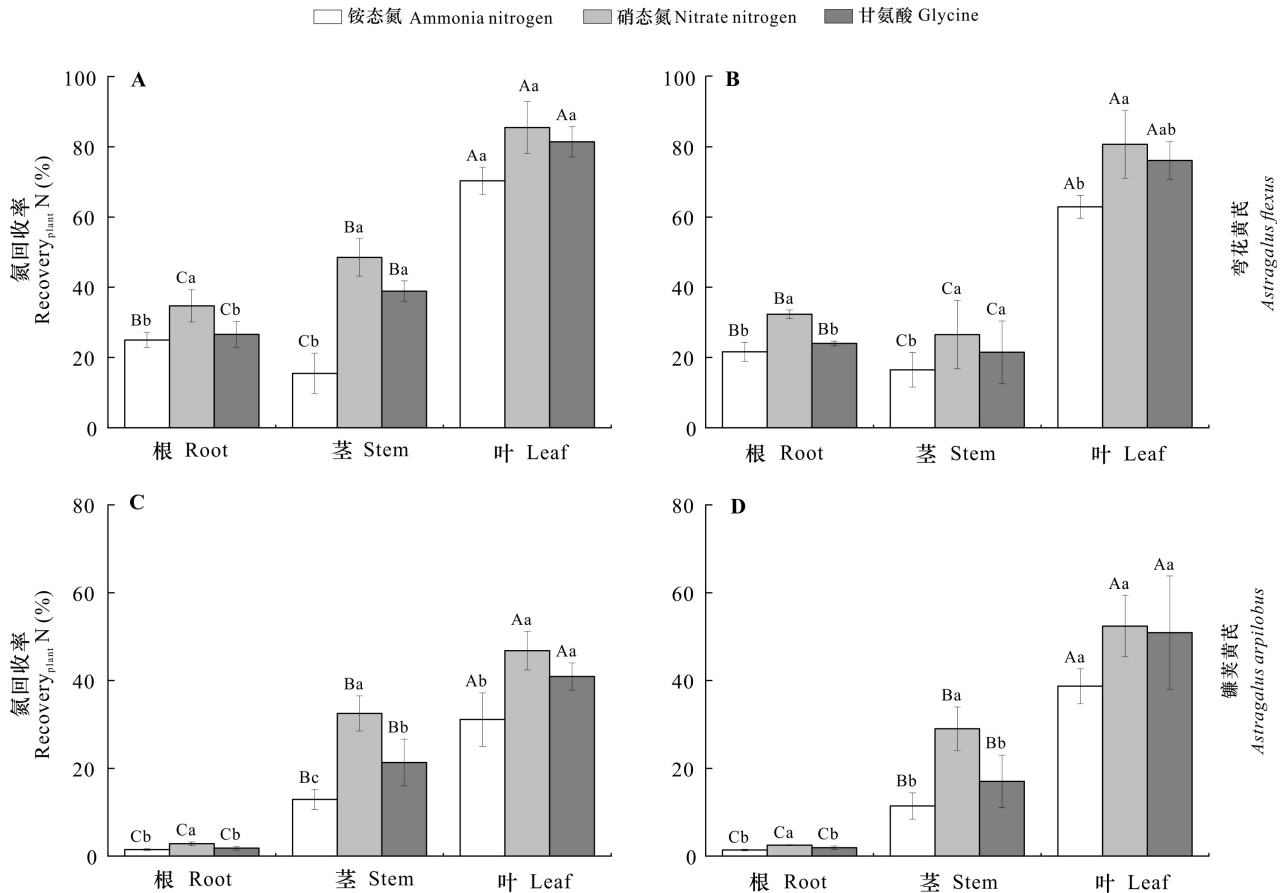 铵态氮 Ammonia nitrogen 硝态氮 Nitrate nitrogen 甘氨酸 Glycine
A
100
80
60
40
20
0
氮回收率
Recovery plant N (%)
Bb Ca Cb
Cb Ba Ba
Aa Aa Aa
根 Root 茎 Stem 叶 Leaf
B
100
80
60
40
20
0
Bb Ba Bb
Cb Ca Ca
Ab Aa Aab
根 Root 茎 Stem 叶 Leaf
弯花黄芪
Astragalus flexus
C
80
60
40
20
0
氮回收率
Recovery plant N (%)
Cb Ca Cb
Bc Ba Bb
Ab Aa Aa
根 Root 茎 Stem 叶 Leaf
D
80
60
40
20
0
Cb Ca Cb
Bb Ba Bb
Aa Aa Aa
根 Root 茎 Stem 叶 Leaf
镰荚黄芪
Astragalus arpilobus